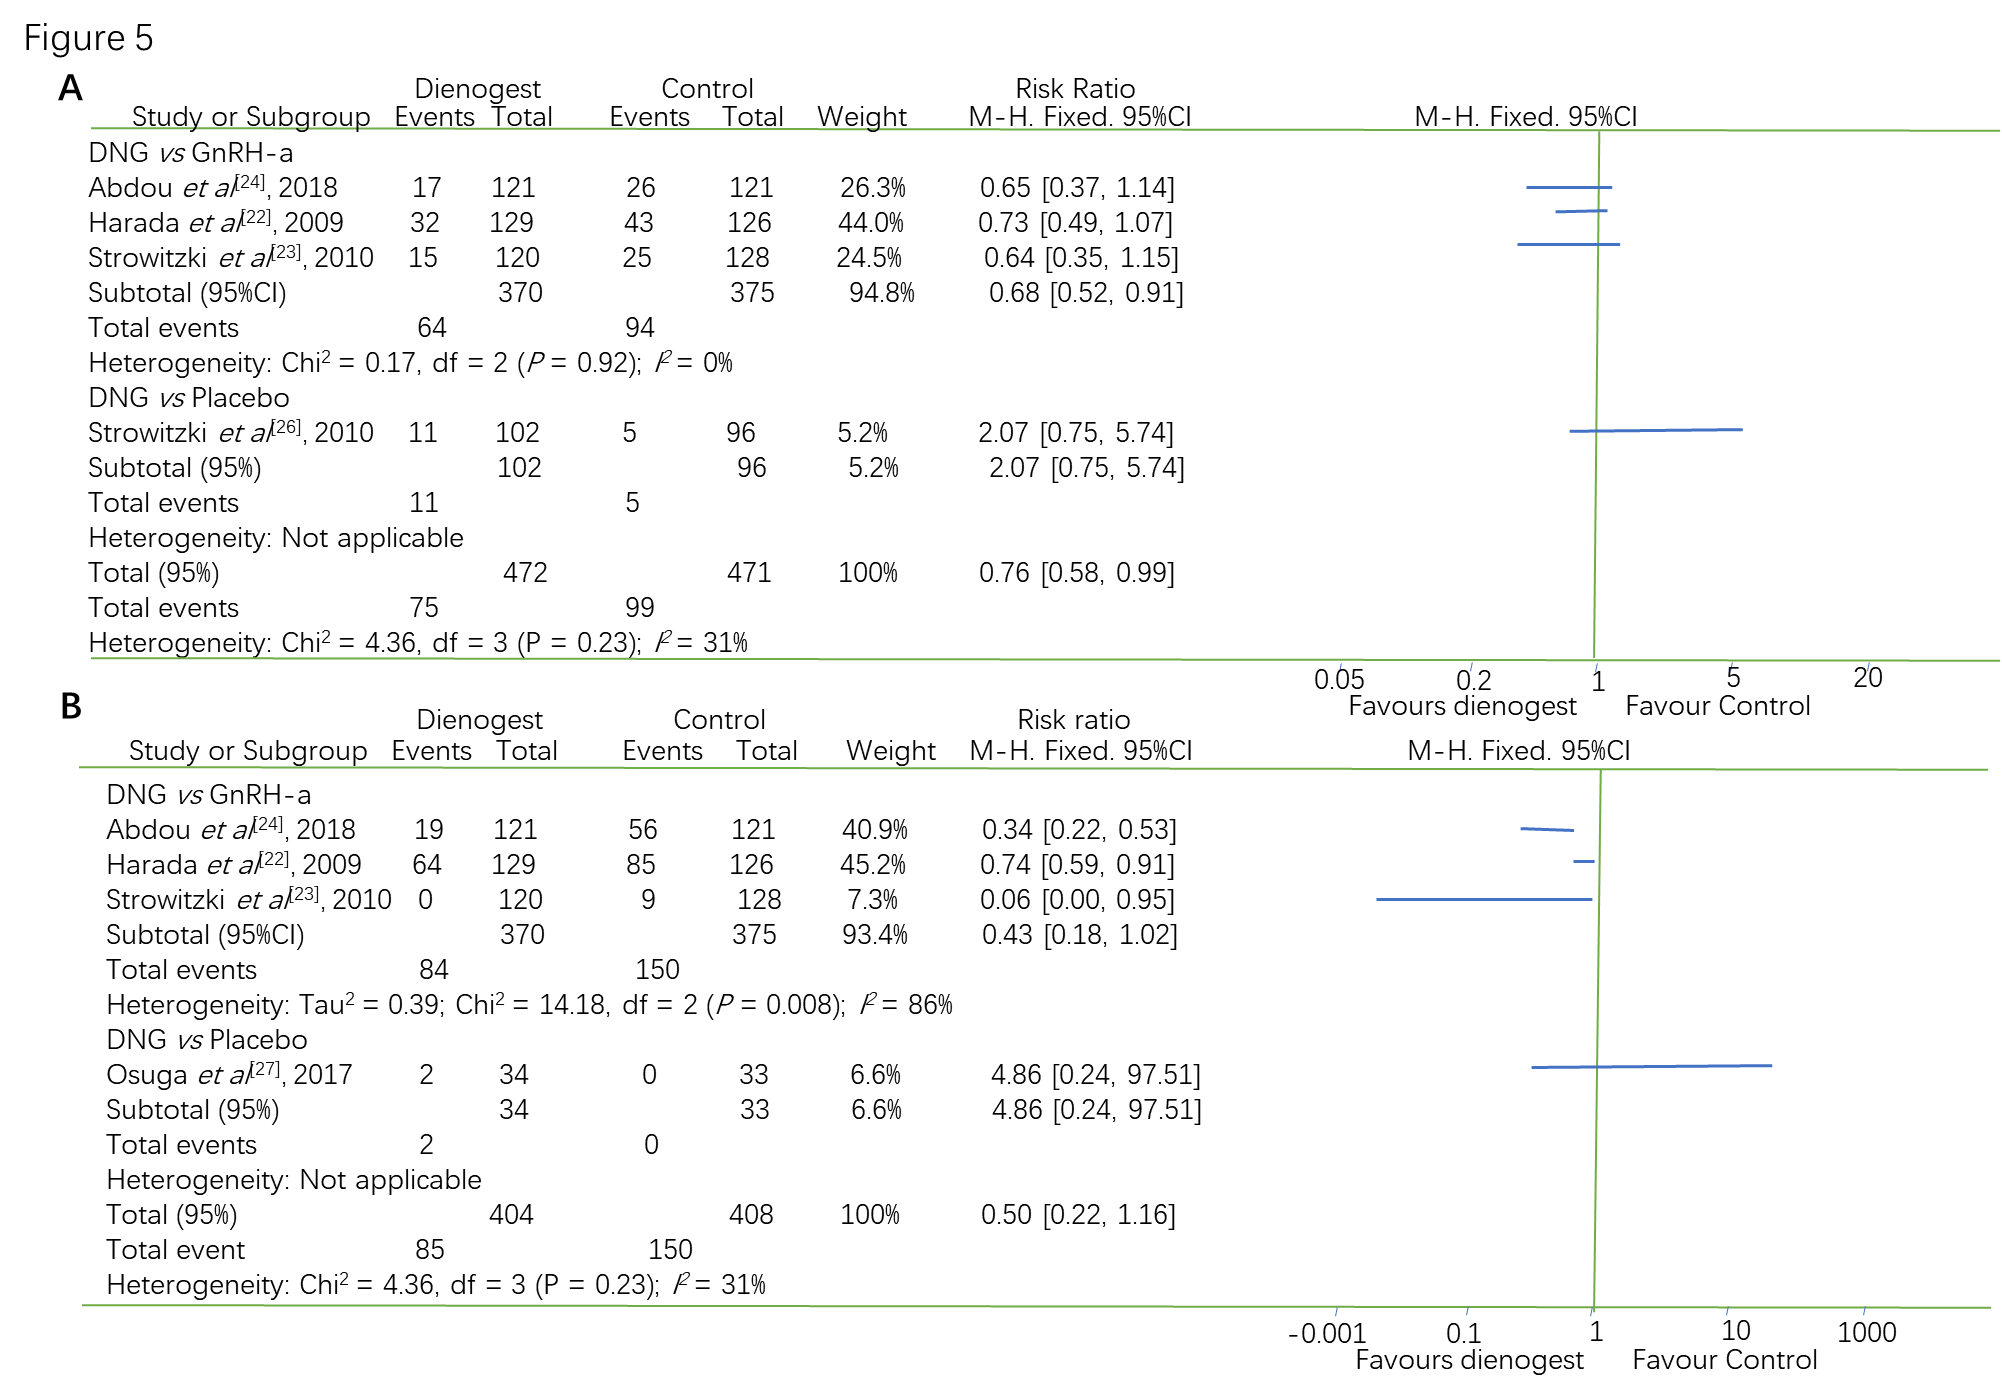 Figure 5
A
Dienogest Control Risk Ratio
Study or Subgroup Events Total Events Total Weight M-H. Fixed. 95%CI M-H. Fixed. 95%CI
DNG vs GnRH-a
Abdou et al[24], 2018 17 121 26 121 26.3% 0.65 [0.37, 1.14]
Harada et al[22], 2009 32 129 43 126 44.0% 0.73 [0.49, 1.07]
Strowitzki et al[23], 2010 15 120 25 128 24.5% 0.64 [0.35, 1.15]
Subtotal (95%CI) 370 375 94.8% 0.68 [0.52, 0.91]
Total events 64 94
Heterogeneity: Chi² = 0.17, df = 2 (P = 0.92); I² = 0%
DNG vs Placebo
Strowitzki et al[26], 2010 11 102 5 96 5.2% 2.07 [0.75, 5.74]
Subtotal (95%) 102 96 5.2% 2.07 [0.75, 5.74]
Total events 11 5
Heterogeneity: Not applicable
Total (95%) 472 471 100% 0.76 [0.58, 0.99]
Total events 75 99
Heterogeneity: Chi² = 4.36, df = 3 (P = 0.23); I² = 31%
0.05 0.2 1 5 20
Favours dienogest Favour Control
B
Dienogest Control Risk ratio
Study or Subgroup Events Total Events Total Weight M-H. Fixed. 95%CI M-H. Fixed. 95%CI
DNG vs GnRH-a
Abdou et al[24], 2018 19 121 56 121 40.9% 0.34 [0.22, 0.53]
Harada et al[22], 2009 64 129 85 126 45.2% 0.74 [0.59, 0.91]
Strowitzki et al[23], 2010 0 120 9 128 7.3% 0.06 [0.00, 0.95]
Subtotal (95%CI) 370 375 93.4% 0.43 [0.18, 1.02]
Total events 84 150
Heterogeneity: Tau² = 0.39; Chi² = 14.18, df = 2 (P = 0.008); I² = 86%
DNG vs Placebo
Osuga et al[27], 2017 2 34 0 33 6.6% 4.86 [0.24, 97.51]
Subtotal (95%) 34 33 6.6% 4.86 [0.24, 97.51]
Total events 2 0
Heterogeneity: Not applicable
Total (95%) 404 408 100% 0.50 [0.22, 1.16]
Total event 85 150
Heterogeneity: Chi² = 4.36, df = 3 (P = 0.23); I² = 31%
-0.001 0.1 1 10 1000
Favours dienogest Favour Control